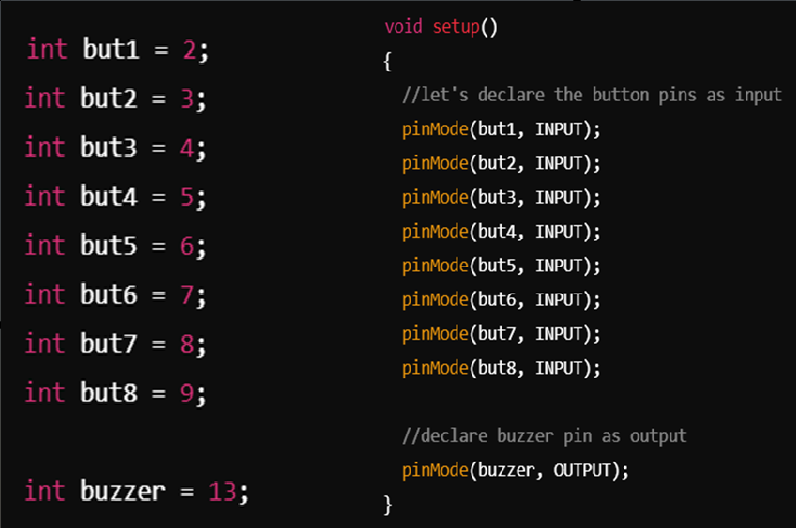 int but1 = 2;
int but2 = 3;
int but3 = 4;
int but4 = 5;
int but5 = 6;
int but6 = 7;
int but7 = 8;
int but8 = 9;
int buzzer = 13;
void setup()
{
//let's declare the button pins as input
pinMode(but1, INPUT);
pinMode(but2, INPUT);
pinMode(but3, INPUT);
pinMode(but4, INPUT);
pinMode(but5, INPUT);
pinMode(but6, INPUT);
pinMode(but7, INPUT);
pinMode(but8, INPUT);
//declare buzzer pin as output
pinMode(buzzer, OUTPUT);
}